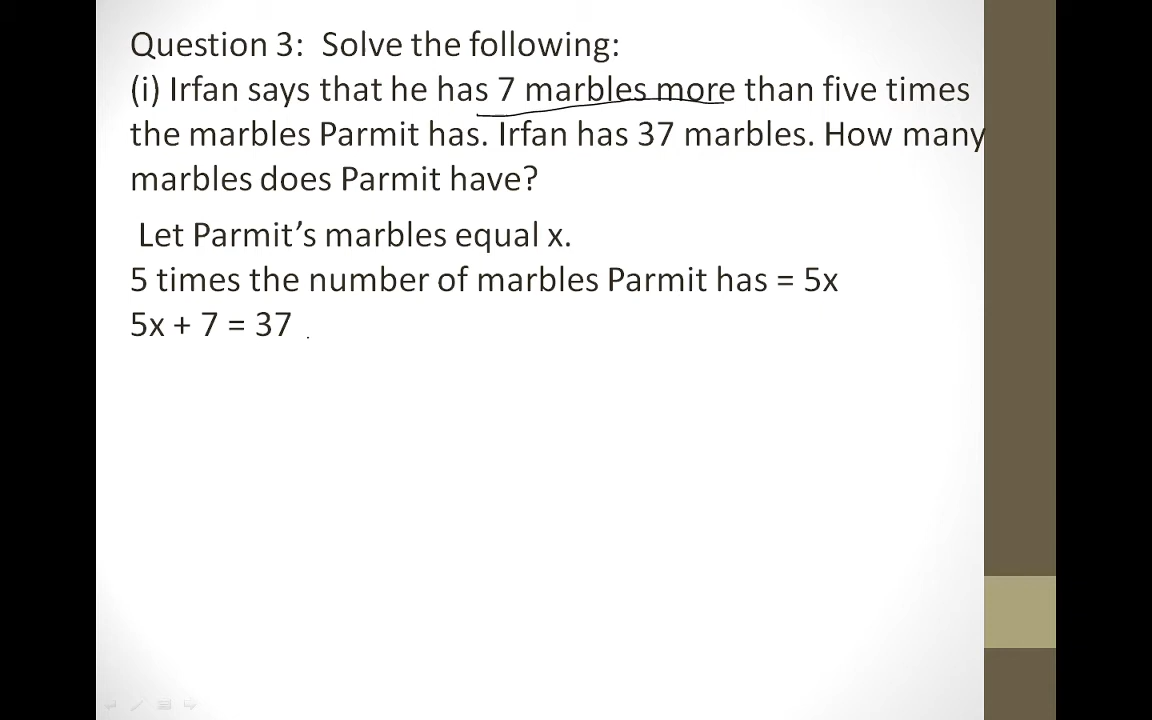 Question 3:  Solve the following:
(i) Irfan says that he has 7 marbles more than five times
the marbles Parmit has. Irfan has 37 marbles. How many
marbles does Parmit have?
Let Parmit’s marbles equal x.
5 times the number of marbles Parmit has = 5x
5x + 7 = 37